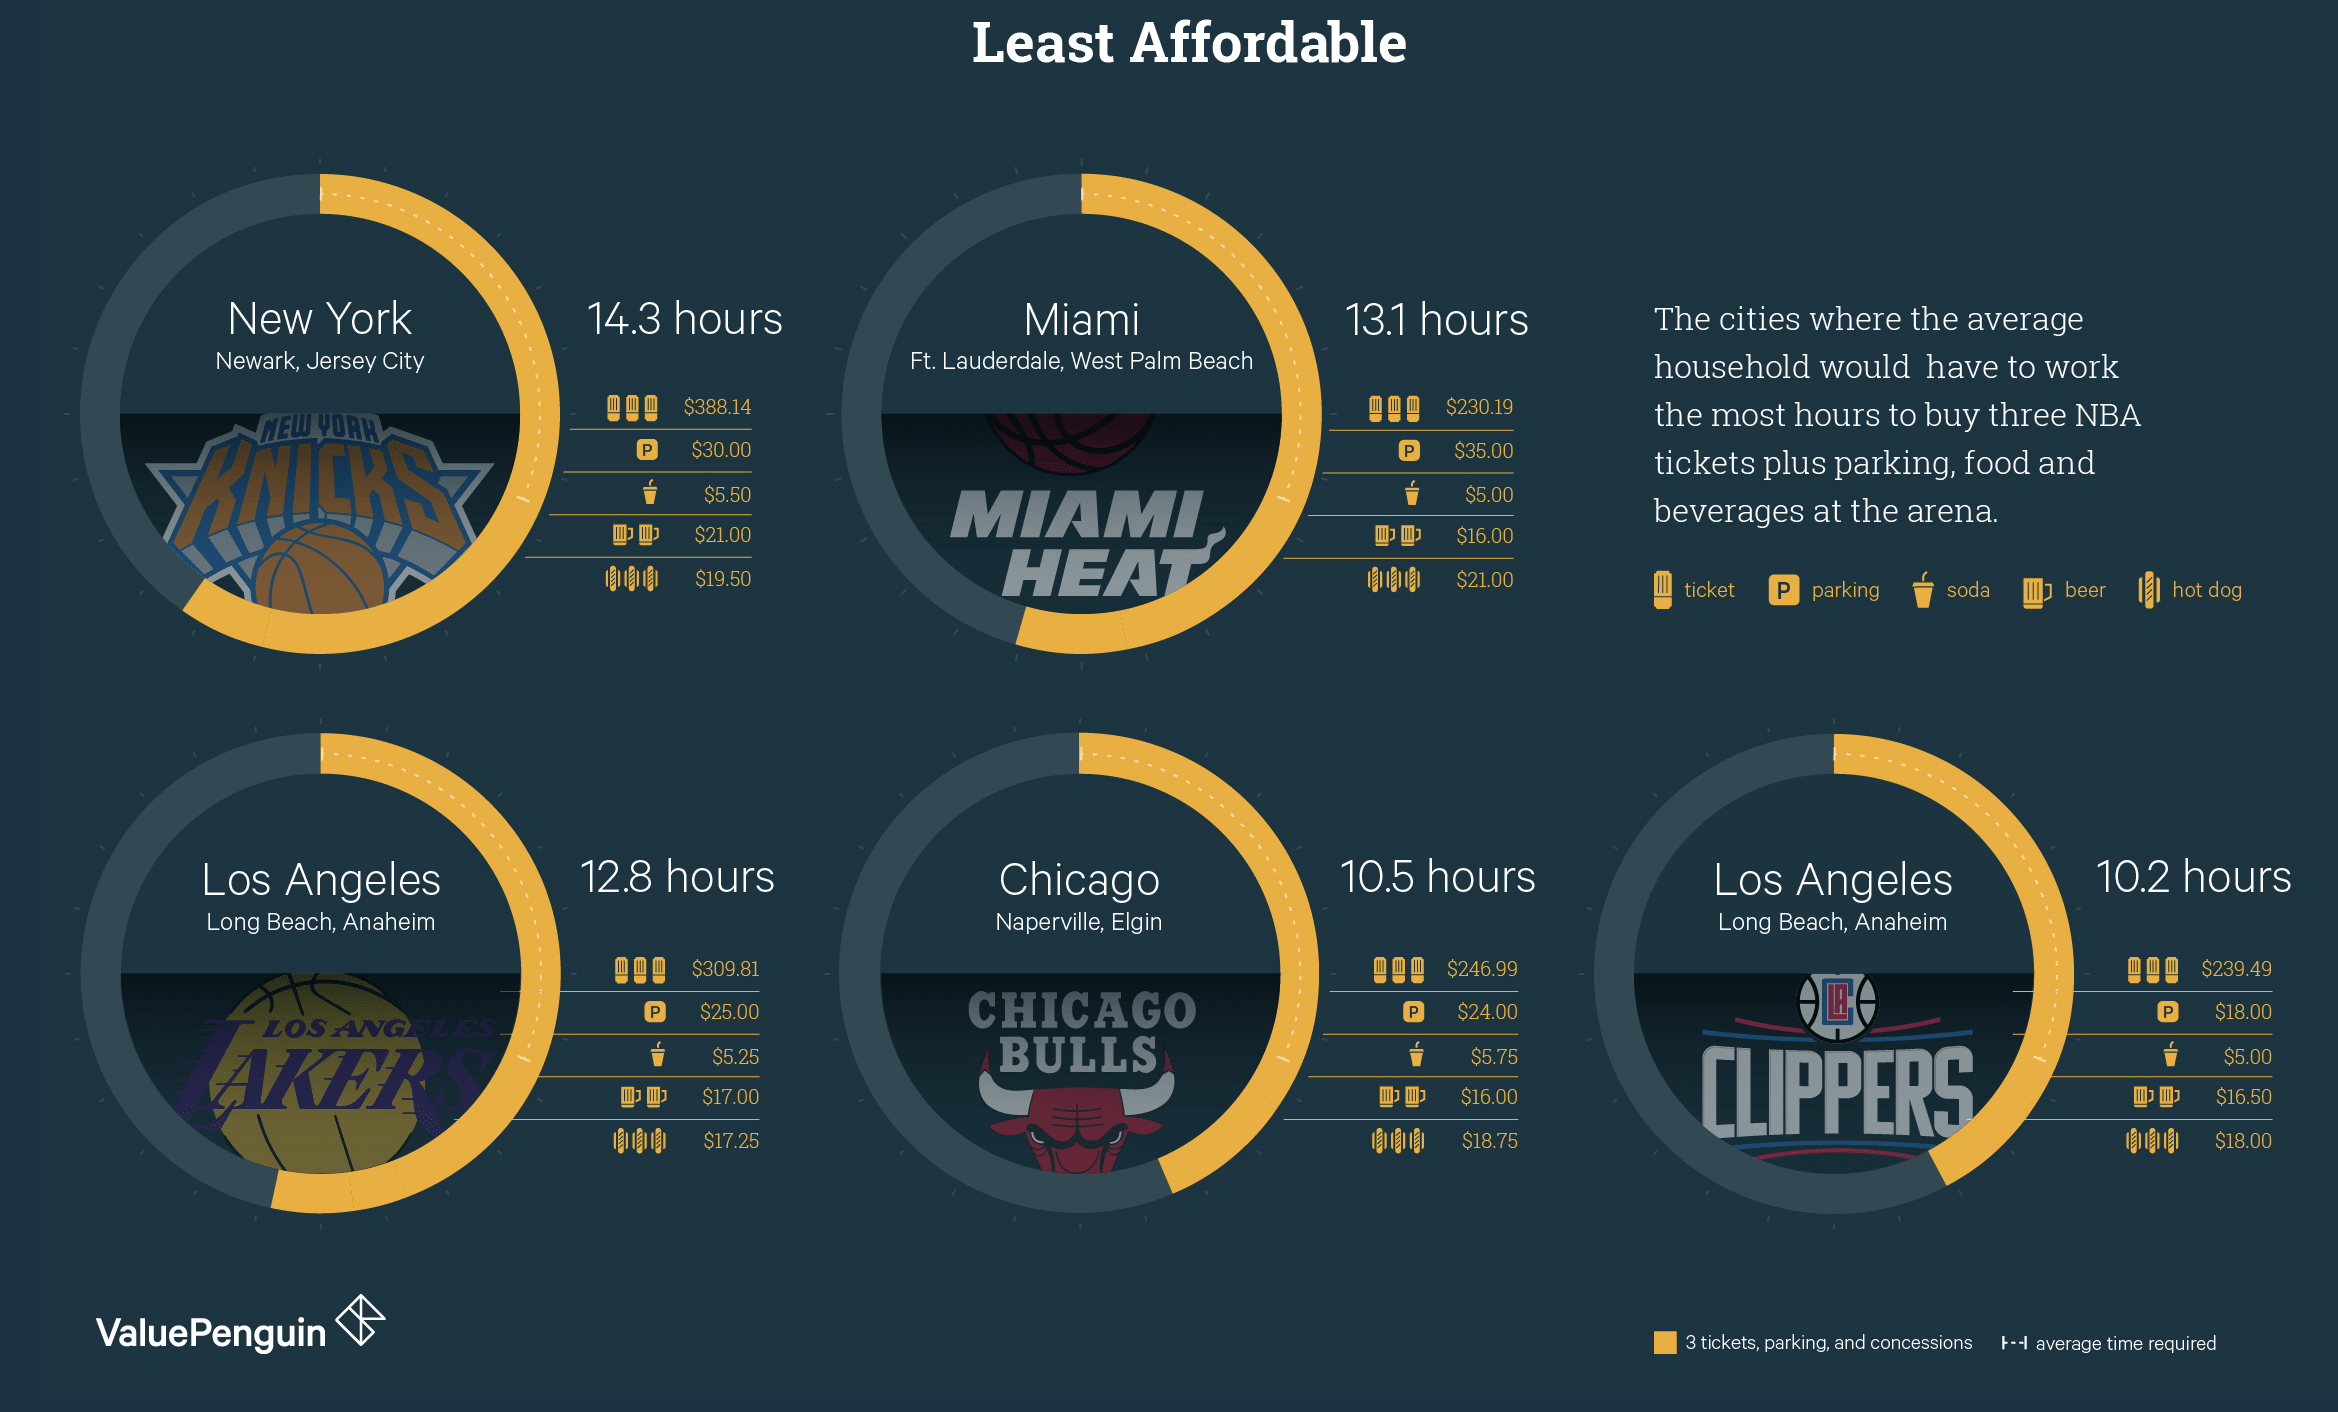 Least Affordable
New York
Newark, Jersey City
NEW YORK
KNICKS
14.3 hours
$388.14
P $30.00
$5.50
$21.00
$19.50
Miami
Ft. Lauderdale, West Palm Beach
MIAMI
HEAT
13.1 hours
$230.19
P $35.00
$5.00
$16.00
$21.00
The cities where the average
household would have to work
the most hours to buy three NBA
tickets plus parking, food and
beverages at the arena.
ticket P parking soda beer hot dog
Los Angeles
Long Beach, Anaheim
LOS ANGELES
LAKERS
12.8 hours
$309.81
P $25.00
$5.25
$17.00
$17.25
Chicago
Naperville, Elgin
CHICAGO
BULLS
10.5 hours
$246.99
P $24.00
$5.75
$16.00
$18.75
Los Angeles
Long Beach, Anaheim
LA
CLIPPERS
10.2 hours
$239.49
P $18.00
$5.00
$16.50
$18.00
ValuePenguin
3 tickets, parking, and concessions average time required